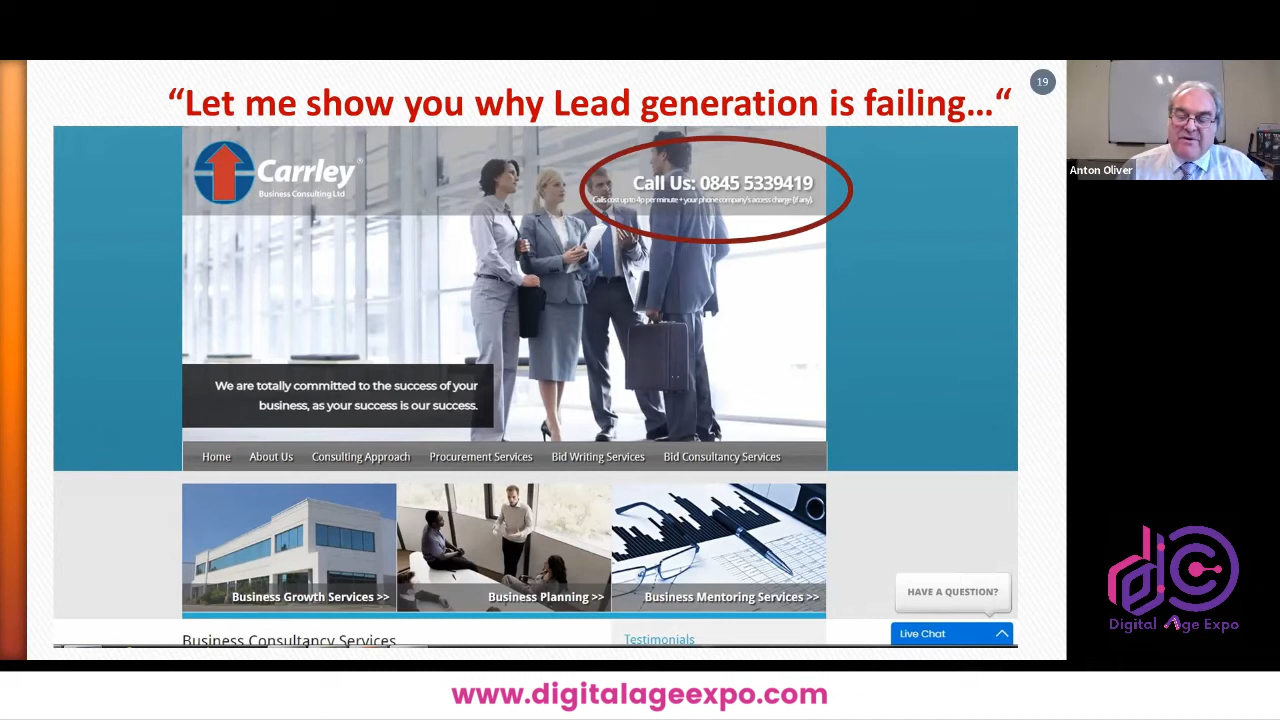 “Let me show you why Lead generation is failing…“
19
Anton Oliver
Carrley®
Business Consulting Ltd
Call Us: 0845 5339419
Calls cost up to 4p per minute + your phone company's access charge (if any).
We are totally committed to the success of your
business, as your success is our success.
Home About Us Consulting Approach Procurement Services Bid Writing Services Bid Consultancy Services
Business Growth Services >> Business Planning >> Business Mentoring Services >>
HAVE A QUESTION?
Live Chat
Business Consultancy Services
Testimonials
Digital Age Expo
www.digitalageexpo.com